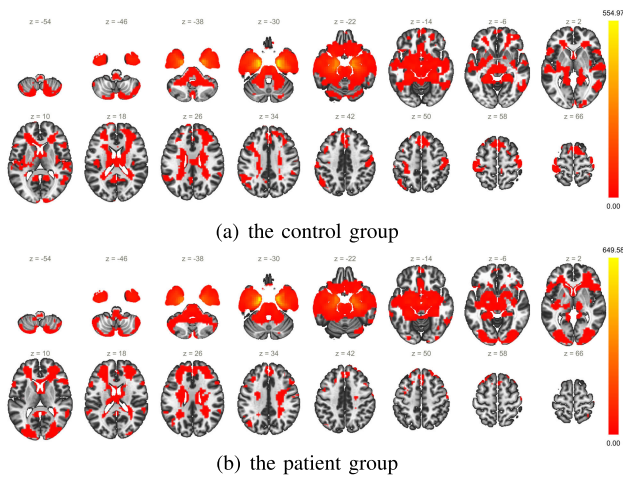 z = -54 z = -46 z = -38 z = -30 z = -22 z = -14 z = -6 z = 2 554.97
z = 10 z = 18 z = 26 z = 34 z = 42 z = 50 z = 58 z = 66
0.00
(a) the control group
z = -54 z = -46 z = -38 z = -30 z = -22 z = -14 z = -6 z = 2 649.58
z = 10 z = 18 z = 26 z = 34 z = 42 z = 50 z = 58 z = 66
0.00
(b) the patient group